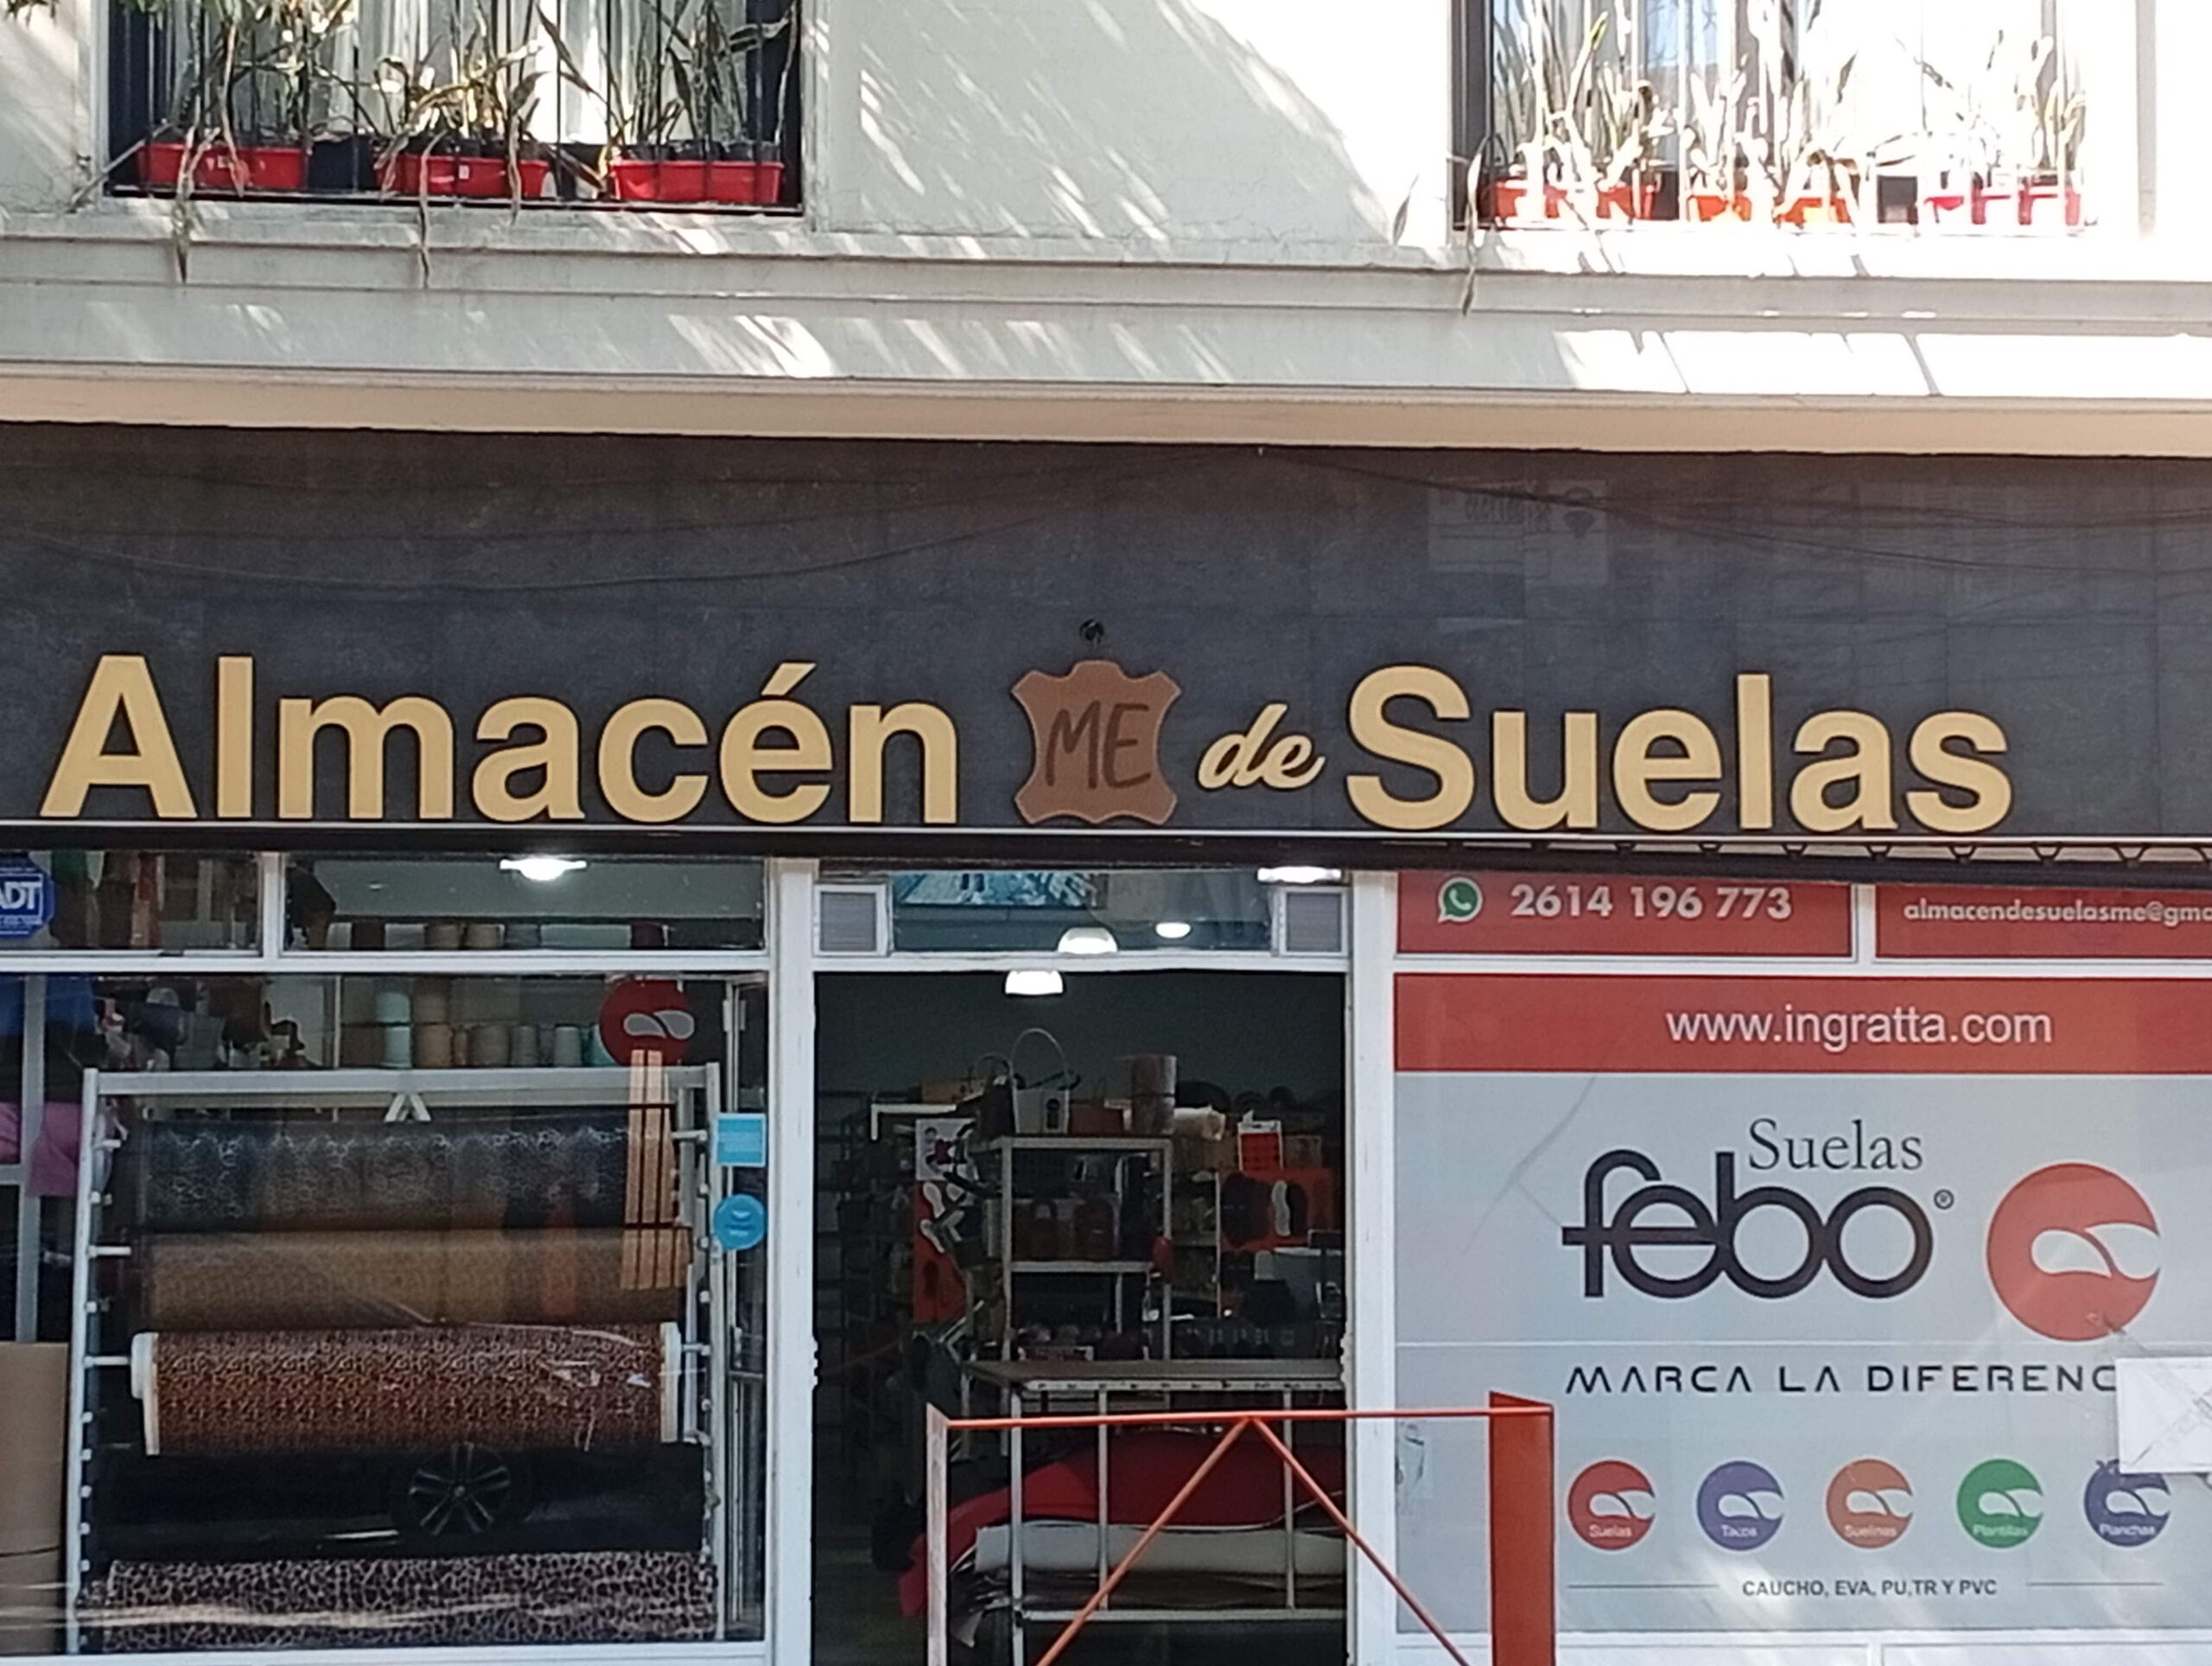 Almacén ME de Suelas
ADT
2614 196 773
almacendesuelasme@gm
www.ingratta.com
Suelas
febo®
MARCA LA DIFERENC
Suelas Tacos Suelinas Plantillas Planchas
CAUCHO, EVA, PU,TR Y PVC